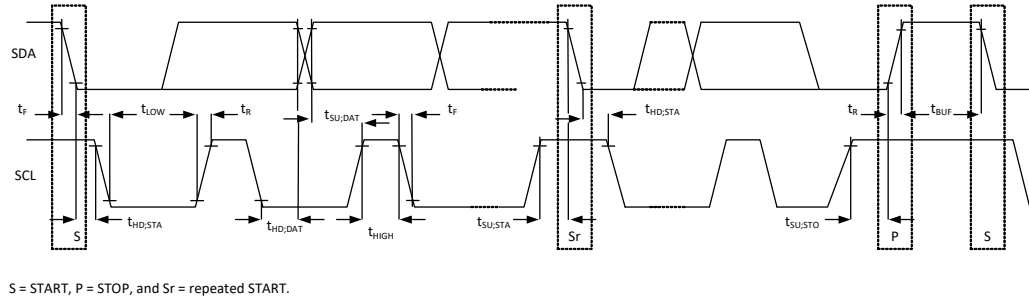 SDA
tF
tLOW
tR
tSU;DAT
tF
tHD;STA
tR
tBUF
SCL
S
tHD;STA
tHD;DAT
tHIGH
tSU;STA
Sr
tSU;STO
P
S
S = START, P = STOP, and Sr = repeated START.